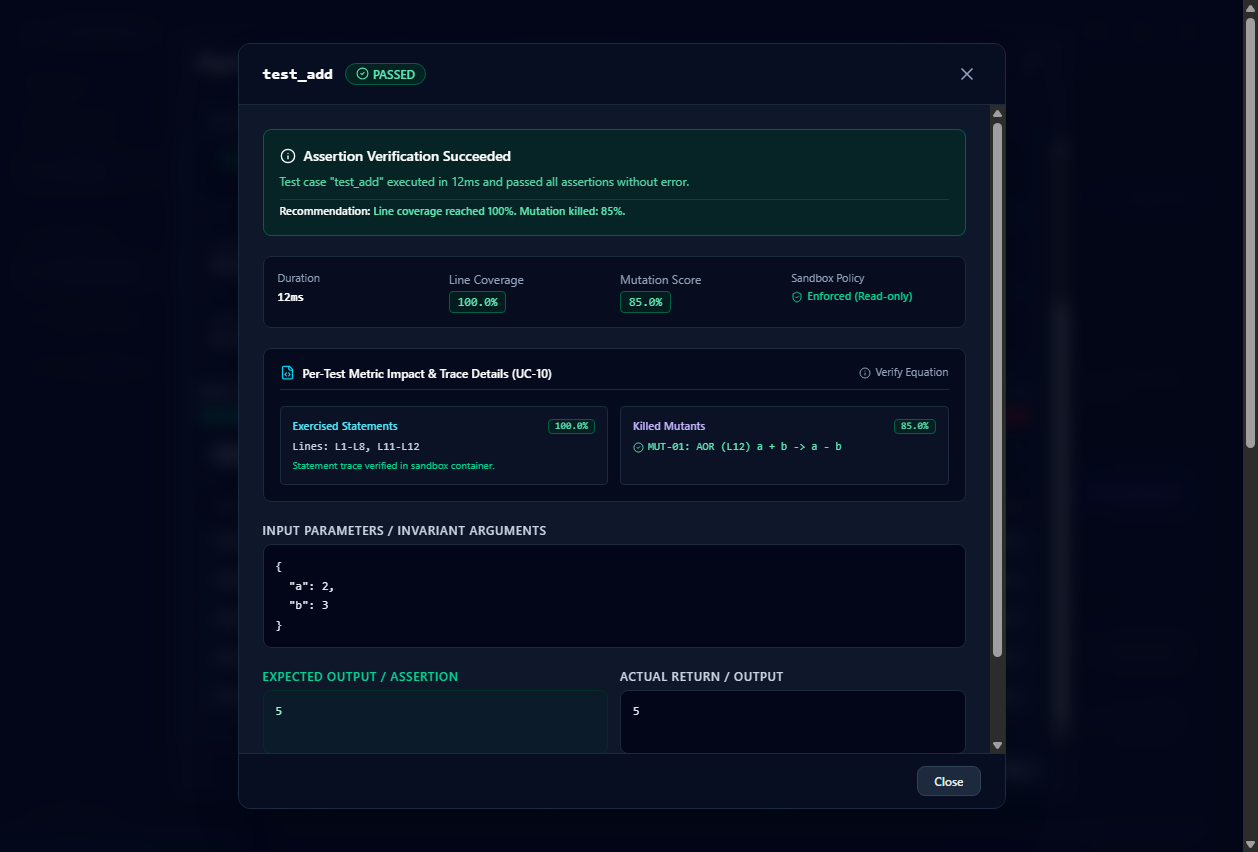 test_add PASSED
Assertion Verification Succeeded
Test case "test_add" executed in 12ms and passed all assertions without error.
Recommendation: Line coverage reached 100%. Mutation killed: 85%.
Duration
12ms
Line Coverage
100.0%
Mutation Score
85.0%
Sandbox Policy
Enforced (Read-only)
Per-Test Metric Impact & Trace Details (UC-10)
Verify Equation
Exercised Statements 100.0%
Lines: L1-L8, L11-L12
Statement trace verified in sandbox container.
Killed Mutants 85.0%
MUT-01: AOR (L12) a + b -> a - b
INPUT PARAMETERS / INVARIANT ARGUMENTS
{
"a": 2,
"b": 3
}
EXPECTED OUTPUT / ASSERTION
5
ACTUAL RETURN / OUTPUT
5
Close